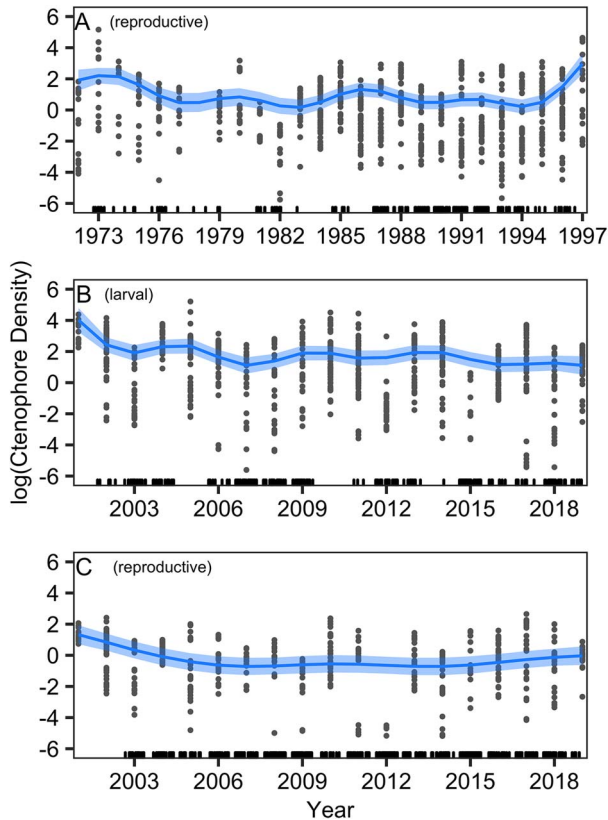 A (reproductive)
6
4
2
0
-2
-4
-6
1973 1976 1979 1982 1985 1988 1991 1994 1997
B (larval)
6
4
2
0
-2
-4
-6
2003 2006 2009 2012 2015 2018
log(Ctenophore Density)
C (reproductive)
6
4
2
0
-2
-4
-6
2003 2006 2009 2012 2015 2018
Year